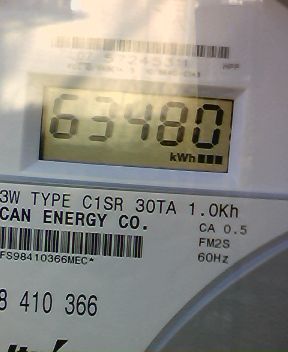 63480
kWh
3W TYPE C1SR 30TA 1.0Kh
CAN ENERGY CO.
CA 0.5
FM2S
60Hz
FS98410366MEC*
8 410 366